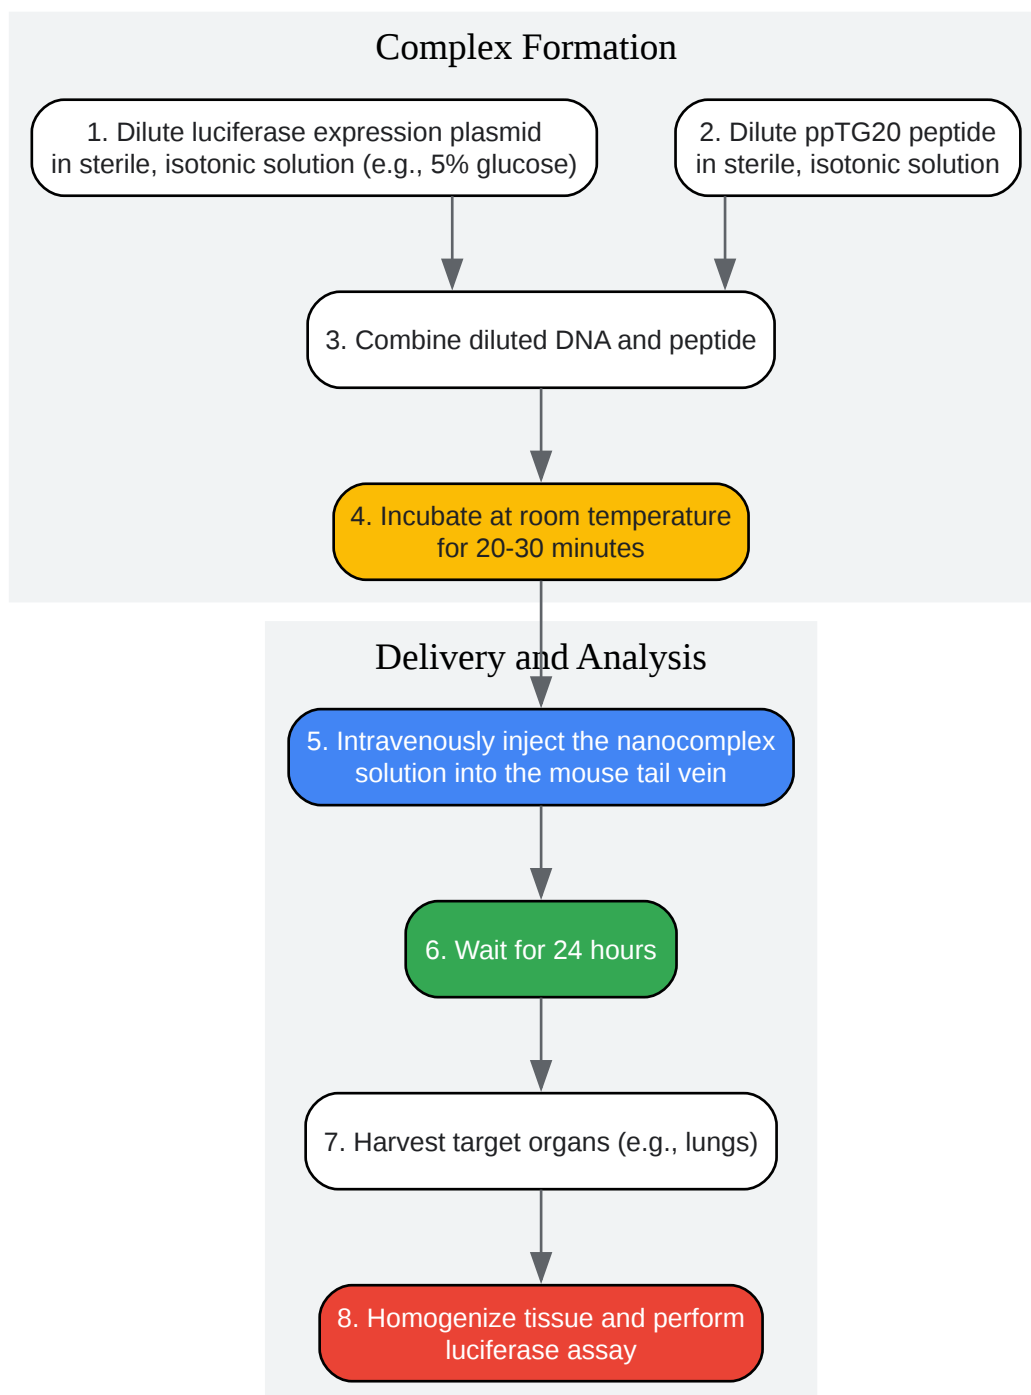 Complex Formation
1. Dilute luciferase expression plasmid
in sterile, isotonic solution (e.g., 5% glucose)
2. Dilute ppTG20 peptide
in sterile, isotonic solution
3. Combine diluted DNA and peptide
4. Incubate at room temperature
for 20-30 minutes
Delivery and Analysis
5. Intravenously inject the nanocomplex
solution into the mouse tail vein
6. Wait for 24 hours
7. Harvest target organs (e.g., lungs)
8. Homogenize tissue and perform
luciferase assay